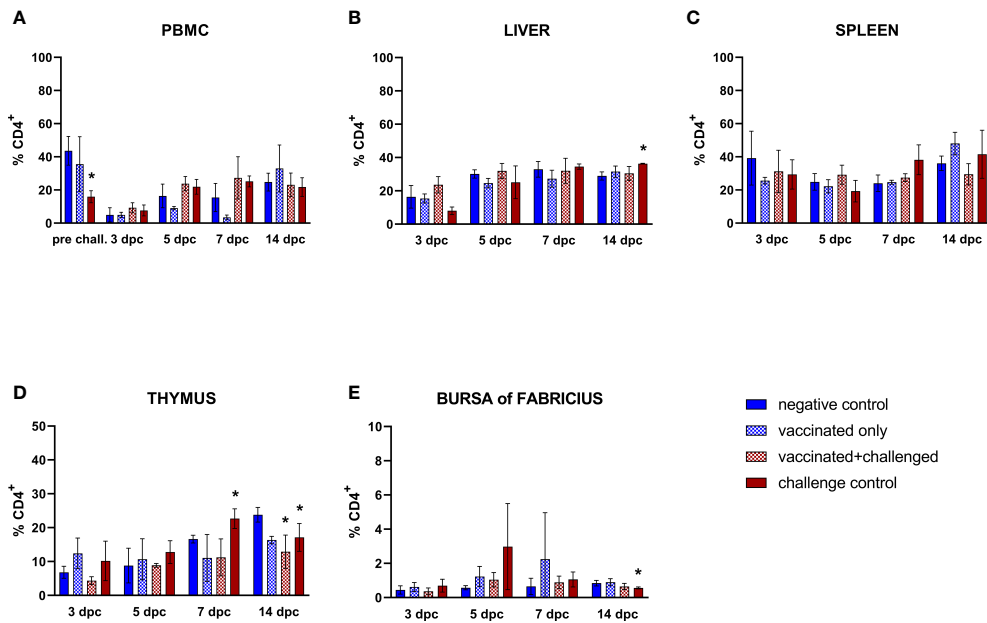 A
PBMC
% CD4+
100
80
60
40
20
0
*
pre chall. 3 dpc 5 dpc 7 dpc 14 dpc
B
LIVER
% CD4+
100
80
60
40
20
0
*
3 dpc 5 dpc 7 dpc 14 dpc
C
SPLEEN
% CD4+
100
80
60
40
20
0
3 dpc 5 dpc 7 dpc 14 dpc
D
THYMUS
% CD4+
50
40
30
20
10
0
* * *
3 dpc 5 dpc 7 dpc 14 dpc
E
BURSA of FABRICIUS
% CD4+
10
8
6
4
2
0
*
3 dpc 5 dpc 7 dpc 14 dpc
negative control
vaccinated only
vaccinated+challenged
challenge control